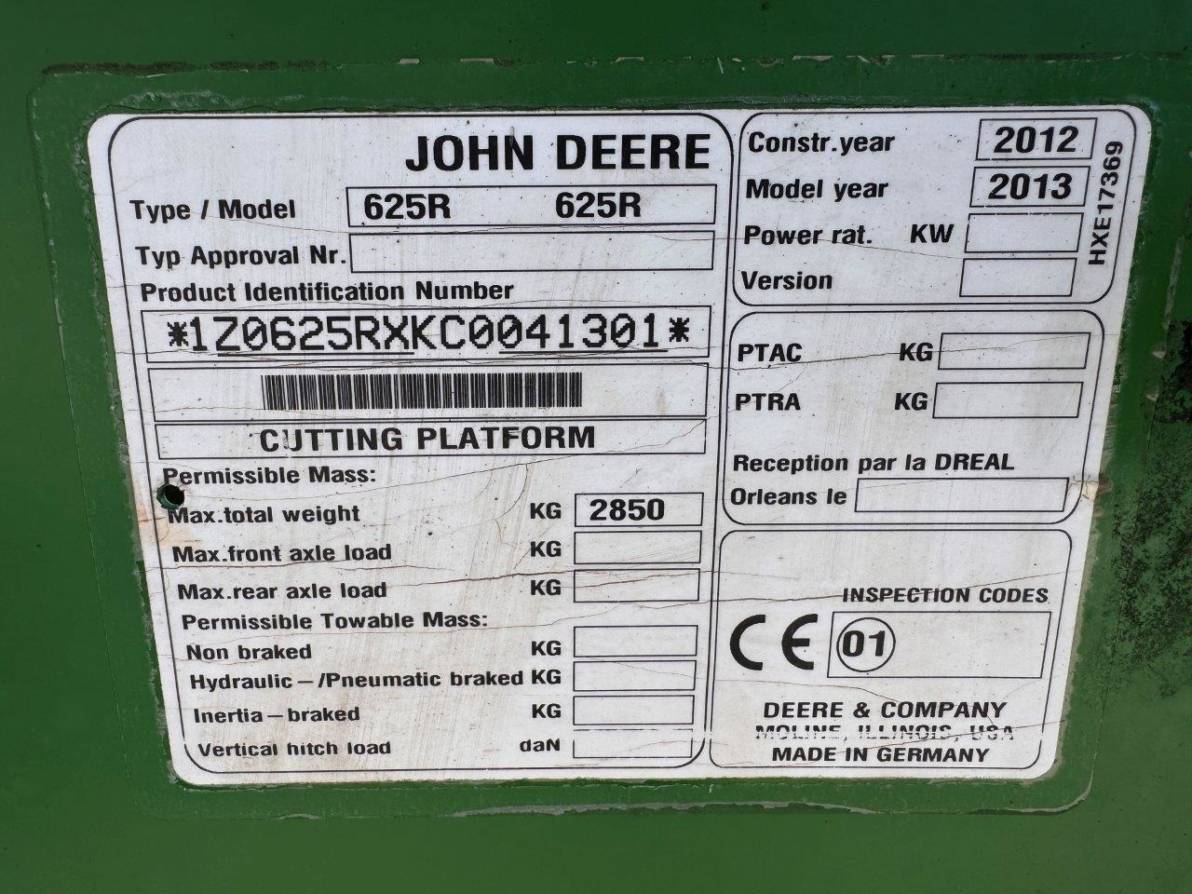 JOHN DEERE
Type / Model 625R 625R
Typ Approval Nr.
Product Identification Number
*1Z0625RXKC0041301*
CUTTING PLATFORM
Permissible Mass:
Max.total weight KG 2850
Max.front axle load KG
Max.rear axle load KG
Permissible Towable Mass:
Non braked KG
Hydraulic–/Pneumatic braked KG
Inertia–braked KG
Vertical hitch load daN
Constr.year 2012
Model year 2013
Power rat. KW
Version
HXE17369
PTAC KG
PTRA KG
Reception par la DREAL
Orleans le
INSPECTION CODES
CE 01
DEERE & COMPANY
MOLINE, ILLINOIS, USA
MADE IN GERMANY